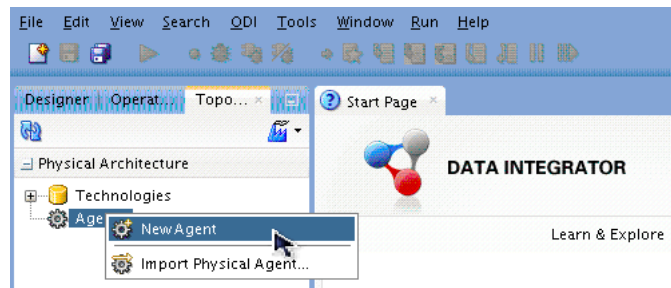 File Edit View Search ODI Tools Window Run Help
Designer Operat... Topo...
Start Page
Physical Architecture
DATA INTEGRATOR
Technologies
Age
New Agent
Learn & Explore
Import Physical Agent...